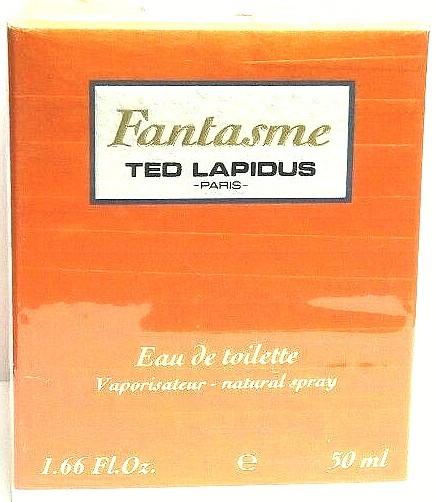 Fantasme
TED LAPIDUS
-PARIS-
Eau de toilette
Vaporisateur - natural spray
1.66 Fl.Oz. e 50 ml